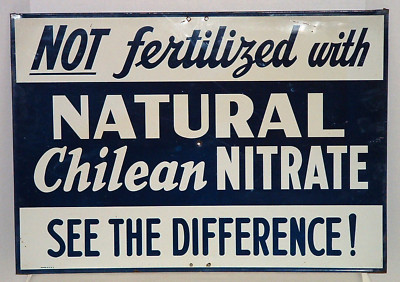 NOT fertilized with
NATURAL
Chilean NITRATE
SEE THE DIFFERENCE!